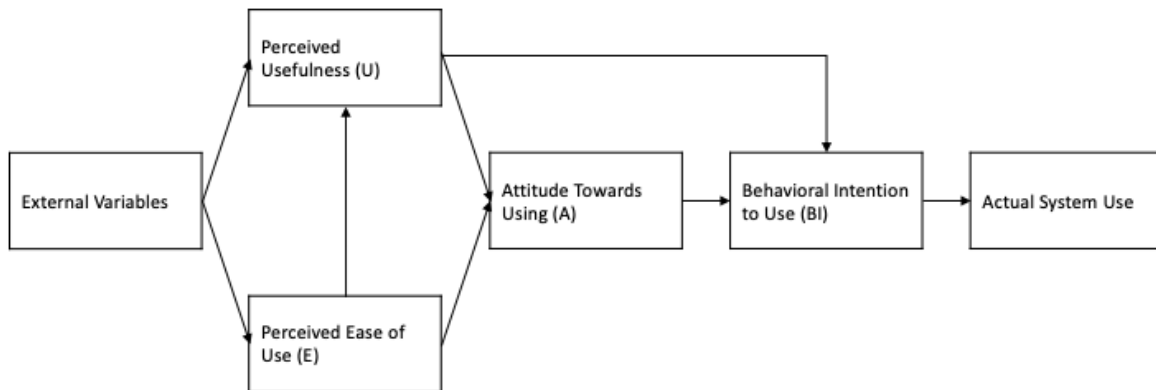 Perceived
Usefulness (U)
External Variables
Attitude Towards
Using (A)
Behavioral Intention
to Use (BI)
Actual System Use
Perceived Ease of
Use (E)